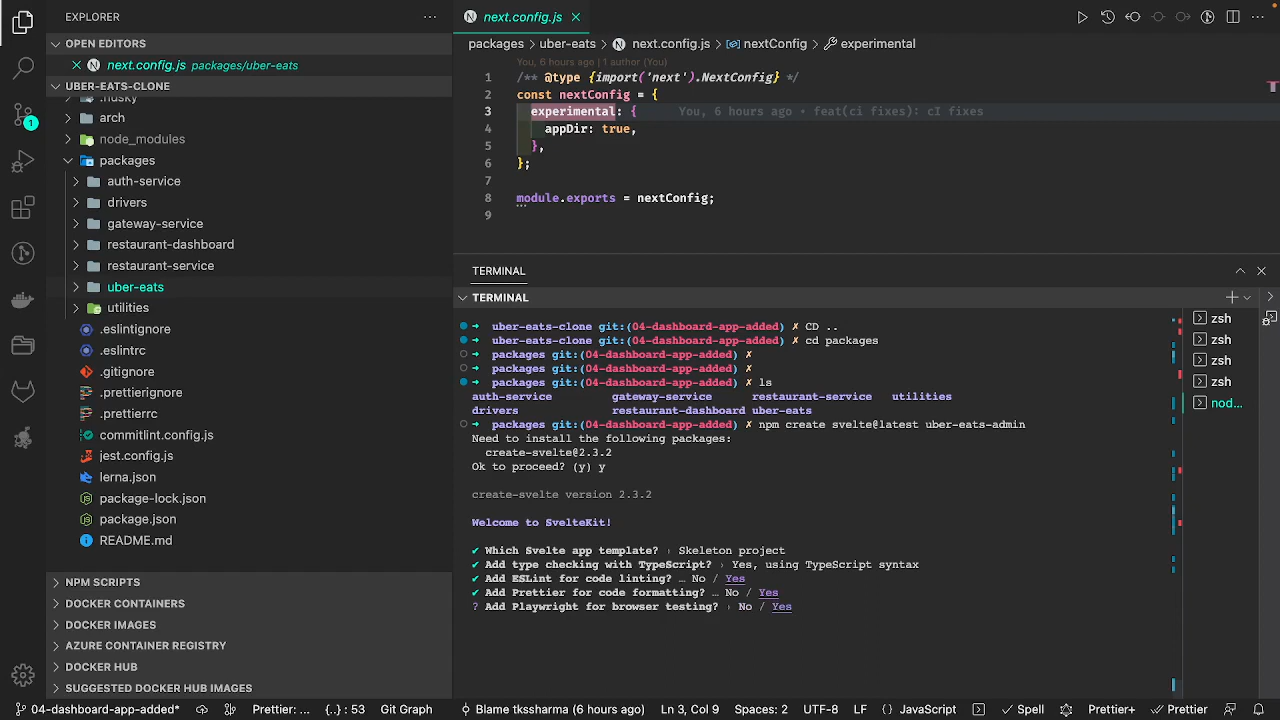 EXPLORER
OPEN EDITORS
next.config.js packages/uber-eats
UBER-EATS-CLONE
.husky
arch
node_modules
packages
auth-service
drivers
gateway-service
restaurant-dashboard
restaurant-service
uber-eats
utilities
.eslintignore
.eslintrc
.gitignore
.prettierignore
.prettierrc
commitlint.config.js
jest.config.js
lerna.json
package-lock.json
package.json
README.md
NPM SCRIPTS
DOCKER CONTAINERS
DOCKER IMAGES
AZURE CONTAINER REGISTRY
DOCKER HUB
SUGGESTED DOCKER HUB IMAGES
next.config.js
packages > uber-eats > next.config.js > nextConfig > experimental
You, 6 hours ago | 1 author (You)
1 /** @type {import('next').NextConfig} */
2 const nextConfig = {
3 experimental: { You, 6 hours ago • feat(ci fixes): cI fixes
4 appDir: true,
5 },
6 };
7
8 module.exports = nextConfig;
9
TERMINAL
TERMINAL
→ uber-eats-clone git:(04-dashboard-app-added) ✗ CD ..
→ uber-eats-clone git:(04-dashboard-app-added) ✗ cd packages
→ packages git:(04-dashboard-app-added) ✗
→ packages git:(04-dashboard-app-added) ✗
→ packages git:(04-dashboard-app-added) ✗ ls
auth-service gateway-service restaurant-service utilities
drivers restaurant-dashboard uber-eats
→ packages git:(04-dashboard-app-added) ✗ npm create svelte@latest uber-eats-admin
Need to install the following packages:
create-svelte@2.3.2
Ok to proceed? (y) y
create-svelte version 2.3.2
Welcome to SvelteKit!
✔ Which Svelte app template? › Skeleton project
✔ Add type checking with TypeScript? › Yes, using TypeScript syntax
✔ Add ESLint for code linting? … No / Yes
✔ Add Prettier for code formatting? … No / Yes
? Add Playwright for browser testing? › No / Yes
zsh
zsh
zsh
zsh
nod...
1
04-dashboard-app-added* Prettier: ... {..} : 53 Git Graph Blame tkssharma (6 hours ago) Ln 3, Col 9 Spaces: 2 UTF-8 LF {} JavaScript Spell Prettier+ Prettier